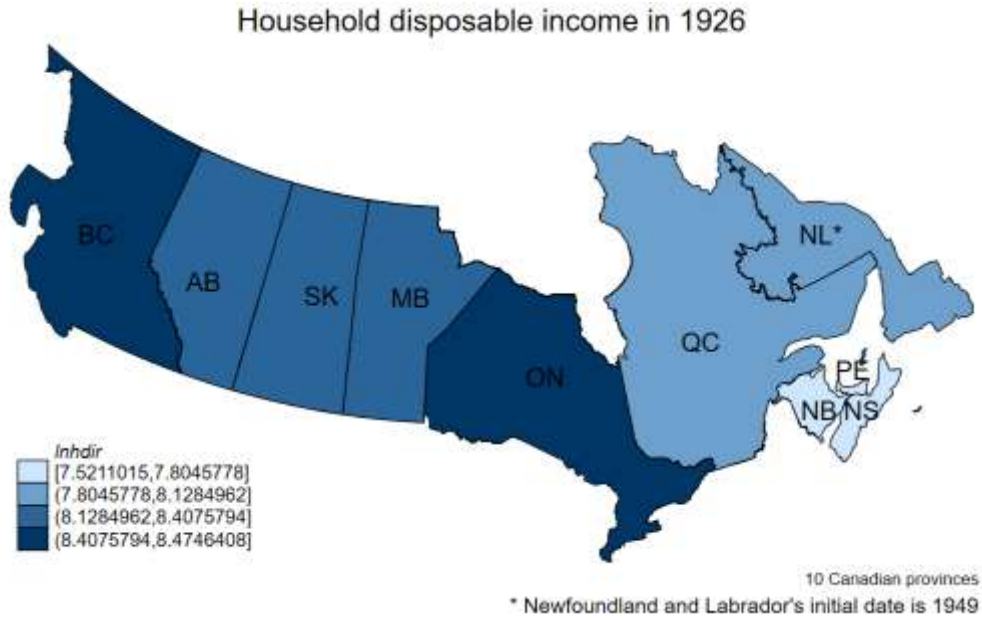 Household disposable income in 1926
BC
AB
SK
MB
ON
QC
NL*
PE
NB
NS
lnhdir
[7.5211015,7.8045778]
(7.8045778,8.1284962]
(8.1284962,8.4075794]
(8.4075794,8.4746408]
10 Canadian provinces
* Newfoundland and Labrador's initial date is 1949